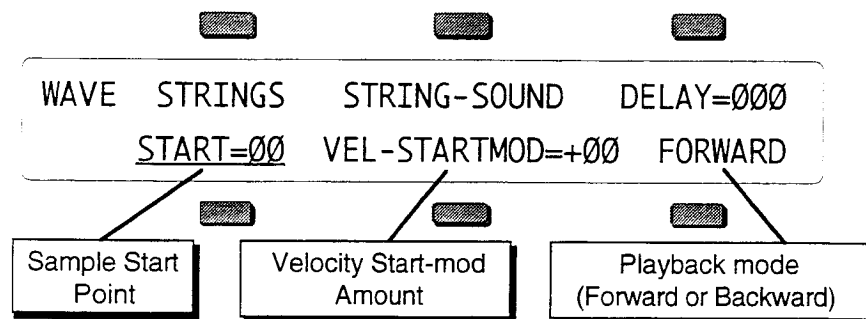 WAVE STRINGS STRING-SOUND DELAY=ØØØ
START=ØØ VEL-STARTMOD=+ØØ FORWARD
Sample Start
Point
Velocity Start-mod
Amount
Playback mode
(Forward or Backward)